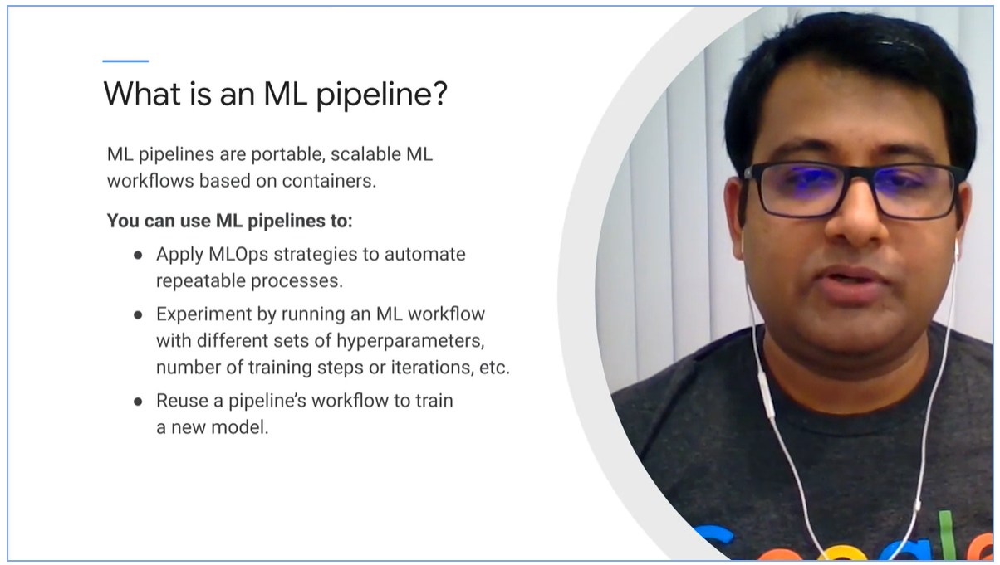 What is an ML pipeline?
ML pipelines are portable, scalable ML
workflows based on containers.
You can use ML pipelines to:
● Apply MLOps strategies to automate
repeatable processes.
● Experiment by running an ML workflow
with different sets of hyperparameters,
number of training steps or iterations, etc.
● Reuse a pipeline’s workflow to train
a new model.
Google